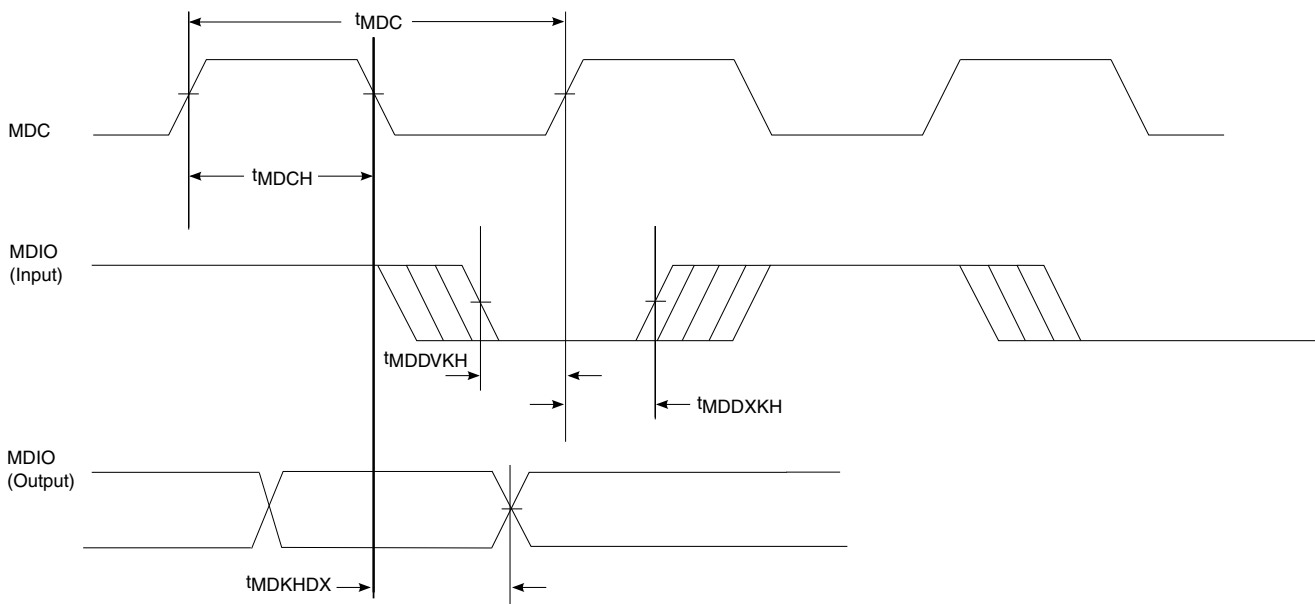 tMDC
MDC
tMDCH
MDIO
(Input)
tMDDVKH
tMDDXKH
MDIO
(Output)
tMDKHDX